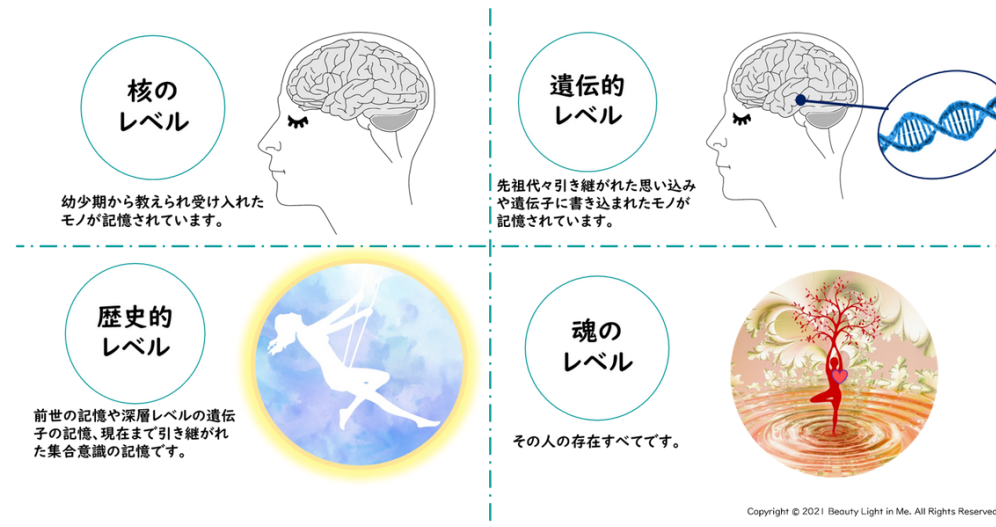 核の
レベル
幼少期から教えられ受け入れた
モノが記憶されています。
遺伝的
レベル
先祖代々引き継がれた思い込み
や遺伝子に書き込まれたモノが
記憶されています。
歴史的
レベル
前世の記憶や深層レベルの遺伝
子の記憶、現在まで引き継がれ
た集合意識の記憶です。
魂の
レベル
その人の存在すべてです。
Copyright © 2021 Beauty Light in Me. All Rights Reserved